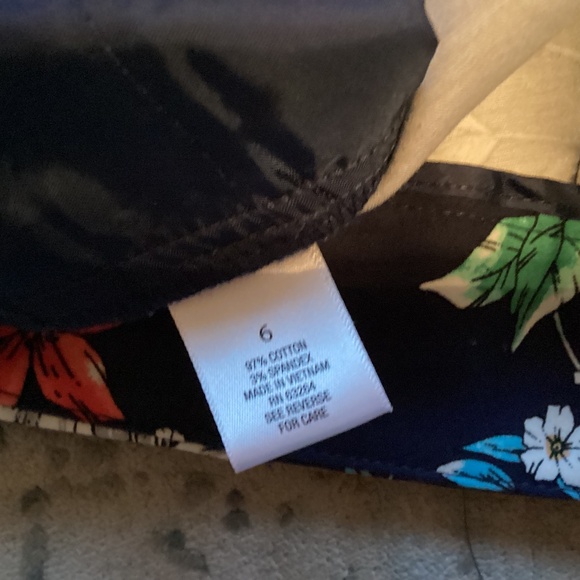 6
97% COTTON
3% SPANDEX
MADE IN VIETNAM
RN 63264
SEE REVERSE
FOR CARE